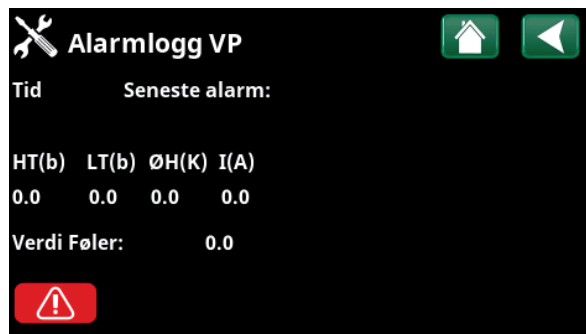 Alarmlogg VP
Tid Seneste alarm:
HT(b) LT(b) ØH(K) I(A)
0.0 0.0 0.0 0.0
Verdi Føler: 0.0